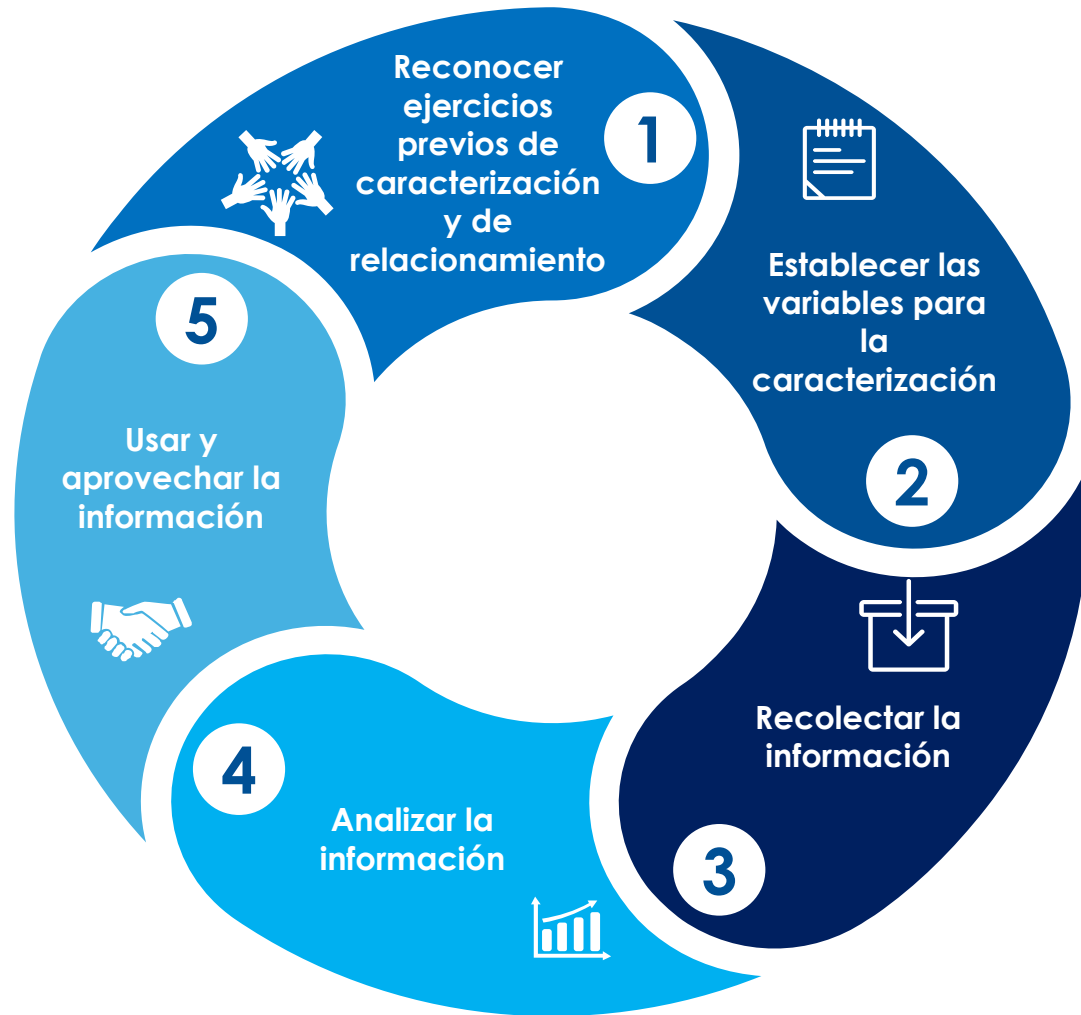 Reconocer
ejercicios
previos de
caracterización
y de
relacionamiento
1
Establecer las
variables para
la
caracterización
2
Recolectar la
información
3
4
Analizar la
información
5
Usar y
aprovechar la
información